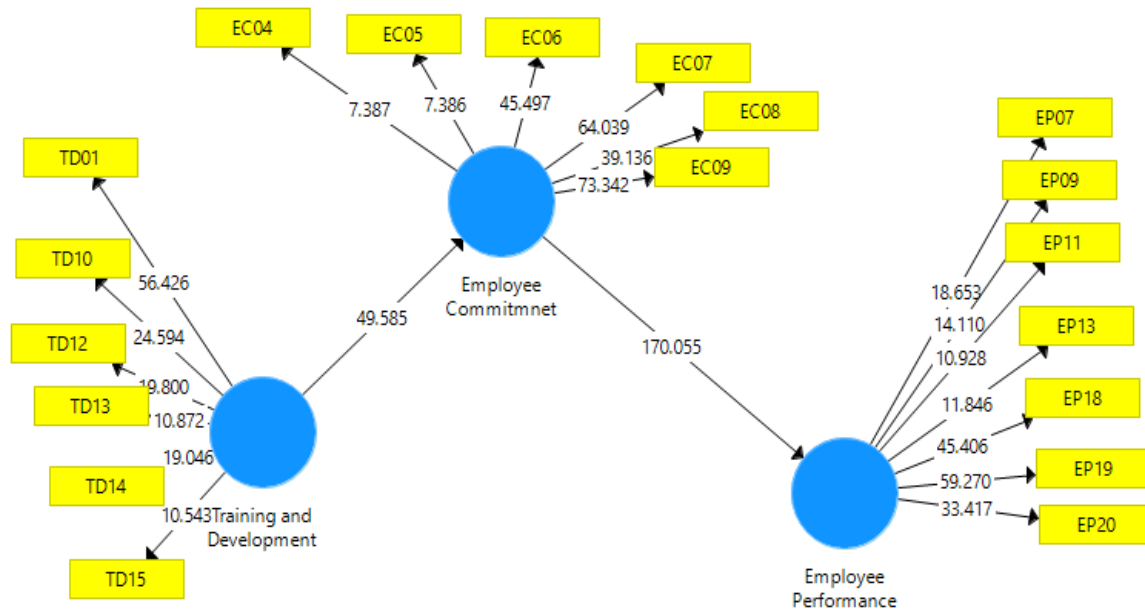 EC04
EC05
EC06
EC07
EC08
EC09
7.387
7.386
45.497
64.039
39.136
73.342
TD01
TD10
TD12
TD13
TD14
TD15
56.426
24.594
19.800
10.872
19.046
10.543
Training and
Development
49.585
Employee
Commitmnet
170.055
EP07
EP09
EP11
EP13
EP18
EP19
EP20
18.653
14.110
10.928
11.846
45.406
59.270
33.417
Employee
Performance